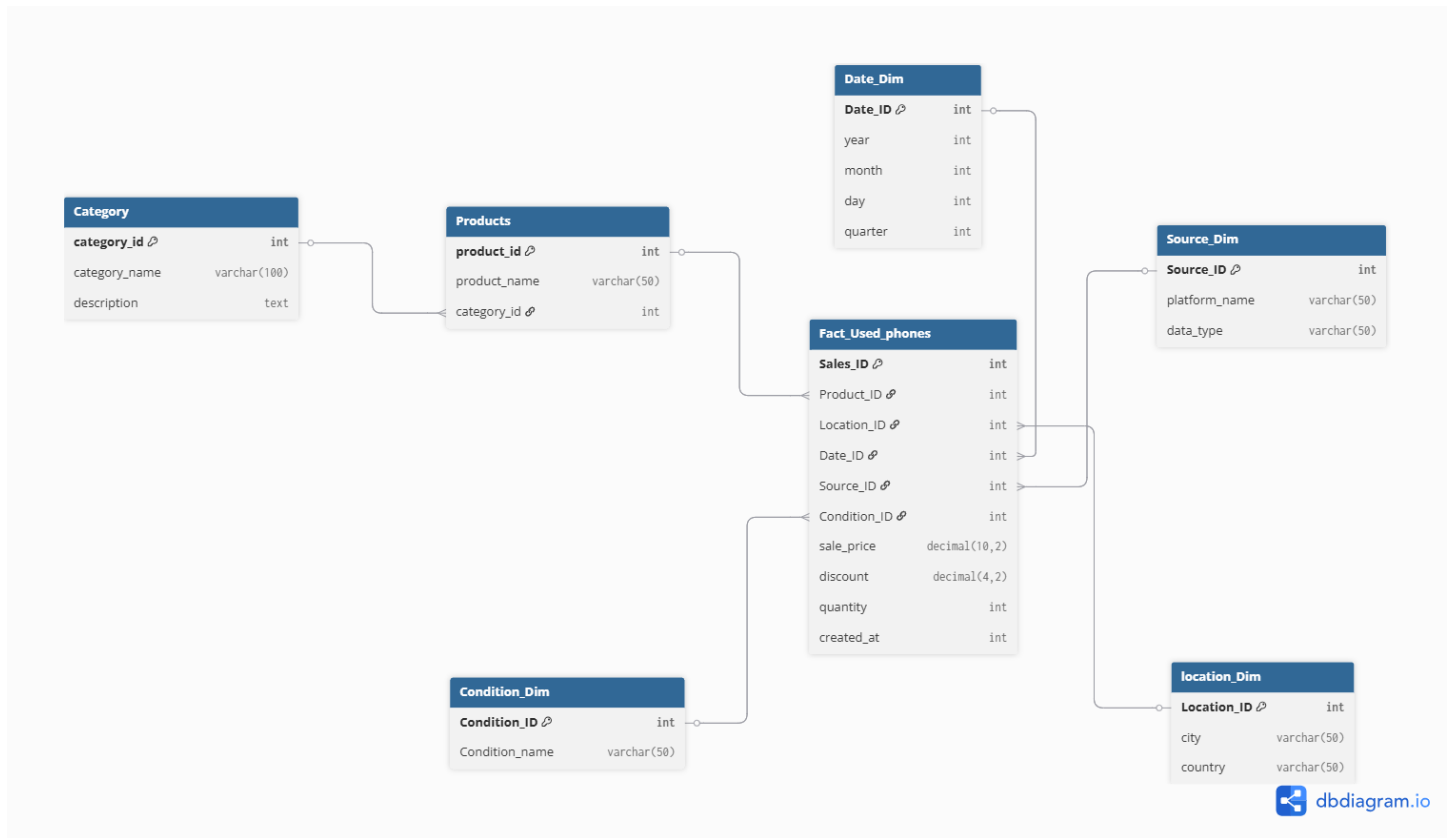 Date_Dim
Date_ID int
year int
month int
day int
quarter int
Category
category_id int
category_name varchar(100)
description text
Products
product_id int
product_name varchar(50)
category_id int
Source_Dim
Source_ID int
platform_name varchar(50)
data_type varchar(50)
Fact_Used_phones
Sales_ID int
Product_ID int
Location_ID int
Date_ID int
Source_ID int
Condition_ID int
sale_price decimal(10,2)
discount decimal(4,2)
quantity int
created_at int
Condition_Dim
Condition_ID int
Condition_name varchar(50)
location_Dim
Location_ID int
city varchar(50)
country varchar(50)
dbdiagram.io